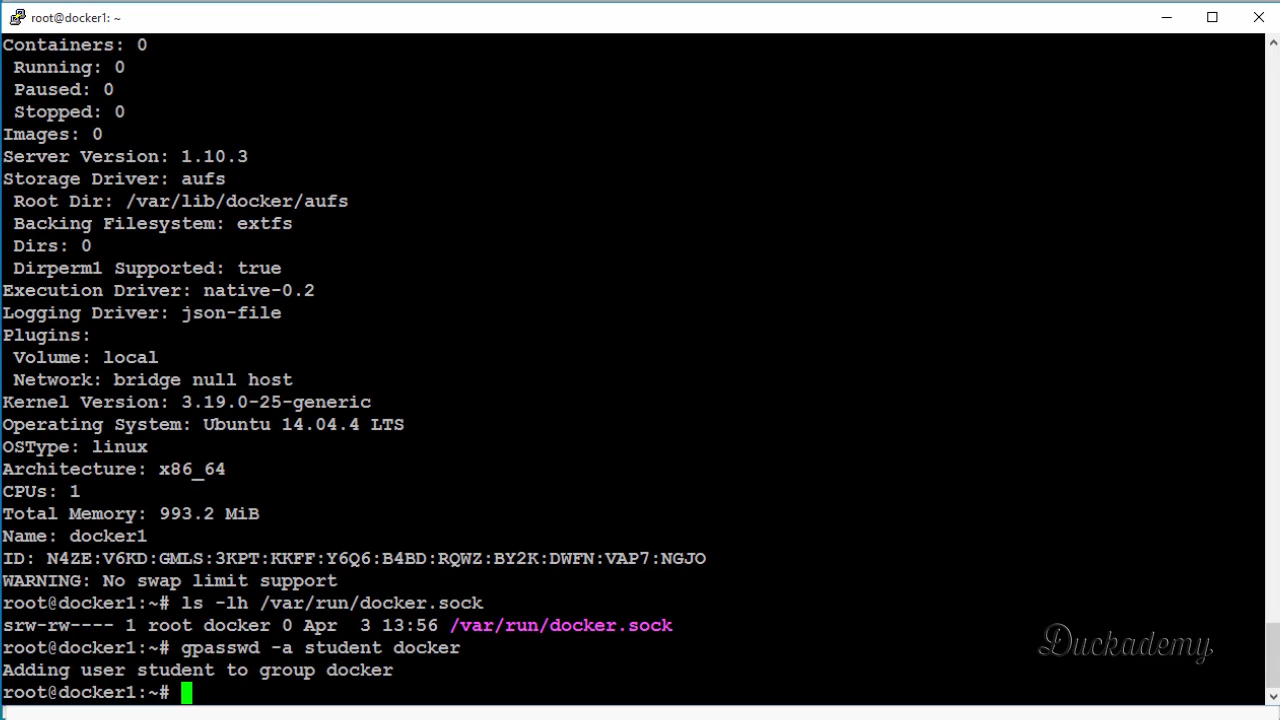 root@docker1: ~
Containers: 0
Running: 0
Paused: 0
Stopped: 0
Images: 0
Server Version: 1.10.3
Storage Driver: aufs
Root Dir: /var/lib/docker/aufs
Backing Filesystem: extfs
Dirs: 0
Dirperm1 Supported: true
Execution Driver: native-0.2
Logging Driver: json-file
Plugins:
Volume: local
Network: bridge null host
Kernel Version: 3.19.0-25-generic
Operating System: Ubuntu 14.04.4 LTS
OSType: linux
Architecture: x86_64
CPUs: 1
Total Memory: 993.2 MiB
Name: docker1
ID: N4ZE:V6KD:GMLS:3KPT:KKFF:Y6Q6:B4BD:RQWZ:BY2K:DWFN:VAP7:NGJO
WARNING: No swap limit support
root@docker1:~# ls -lh /var/run/docker.sock
srw-rw---- 1 root docker 0 Apr  3 13:56 /var/run/docker.sock
root@docker1:~# gpasswd -a student docker
Adding user student to group docker
root@docker1:~#
Duckademy